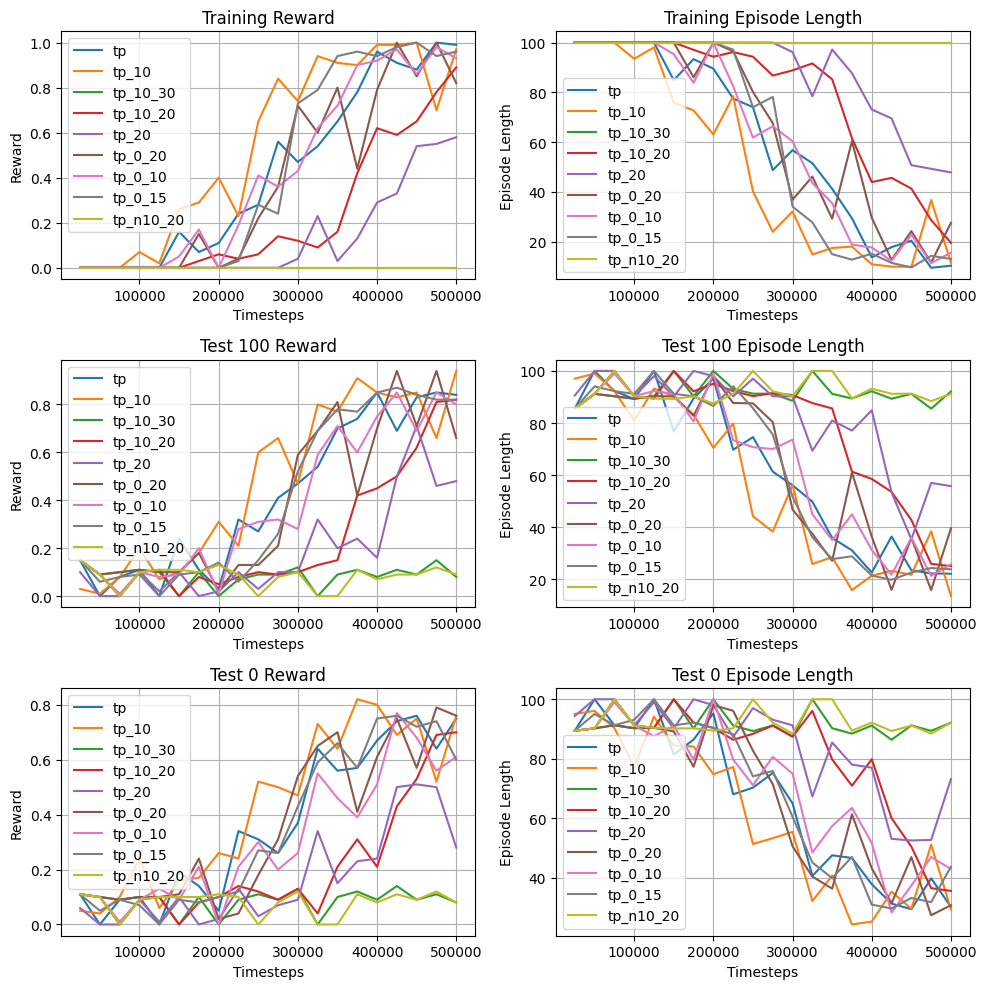 Training Reward
1.0
0.8
0.6
0.4
0.2
0.0
Reward
tp
tp_10
tp_10_30
tp_10_20
tp_20
tp_0_20
tp_0_10
tp_0_15
tp_n10_20
100000 200000 300000 400000 500000
Timesteps
Training Episode Length
100
80
60
40
20
Episode Length
tp
tp_10
tp_10_30
tp_10_20
tp_20
tp_0_20
tp_0_10
tp_0_15
tp_n10_20
100000 200000 300000 400000 500000
Timesteps
Test 100 Reward
0.8
0.6
0.4
0.2
0.0
Reward
tp
tp_10
tp_10_30
tp_10_20
tp_20
tp_0_20
tp_0_10
tp_0_15
tp_n10_20
100000 200000 300000 400000 500000
Timesteps
Test 100 Episode Length
100
80
60
40
20
Episode Length
tp
tp_10
tp_10_30
tp_10_20
tp_20
tp_0_20
tp_0_10
tp_0_15
tp_n10_20
100000 200000 300000 400000 500000
Timesteps
Test 0 Reward
0.8
0.6
0.4
0.2
0.0
Reward
tp
tp_10
tp_10_30
tp_10_20
tp_20
tp_0_20
tp_0_10
tp_0_15
tp_n10_20
100000 200000 300000 400000 500000
Timesteps
Test 0 Episode Length
100
80
60
40
Episode Length
tp
tp_10
tp_10_30
tp_10_20
tp_20
tp_0_20
tp_0_10
tp_0_15
tp_n10_20
100000 200000 300000 400000 500000
Timesteps